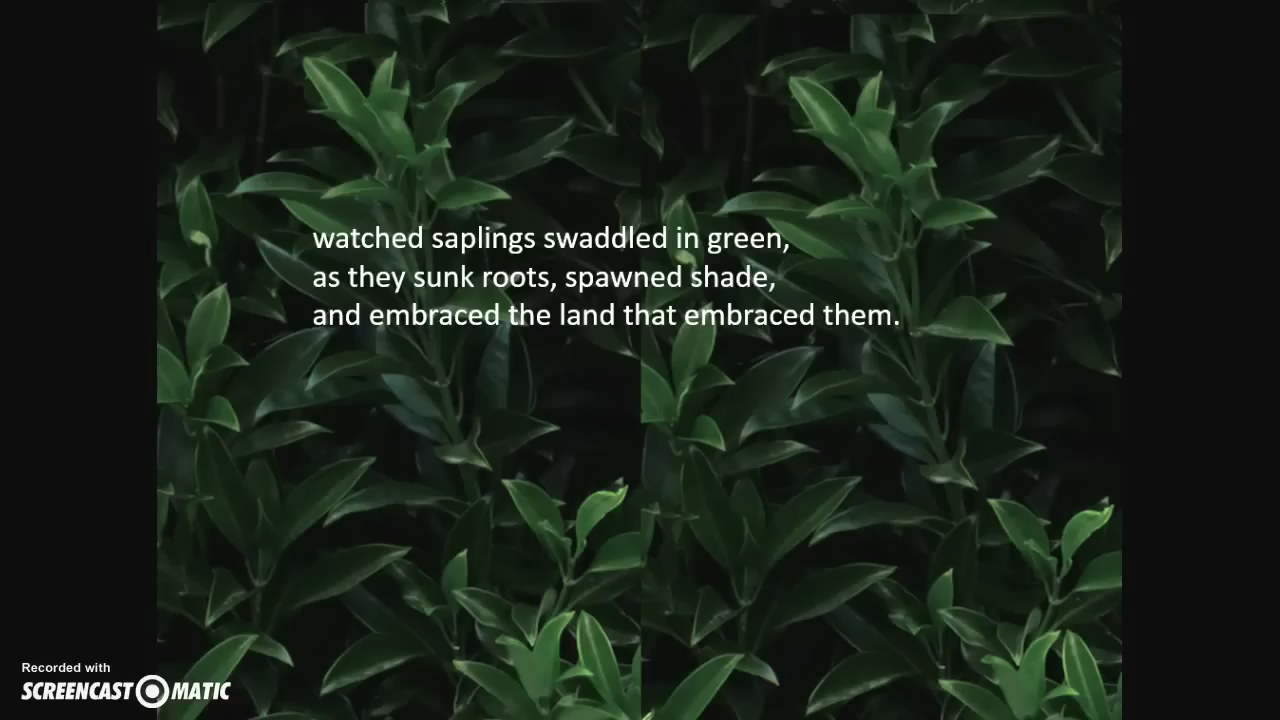 watched saplings swaddled in green,
as they sunk roots, spawned shade,
and embraced the land that embraced them.
Recorded with
SCREENCAST MATIC